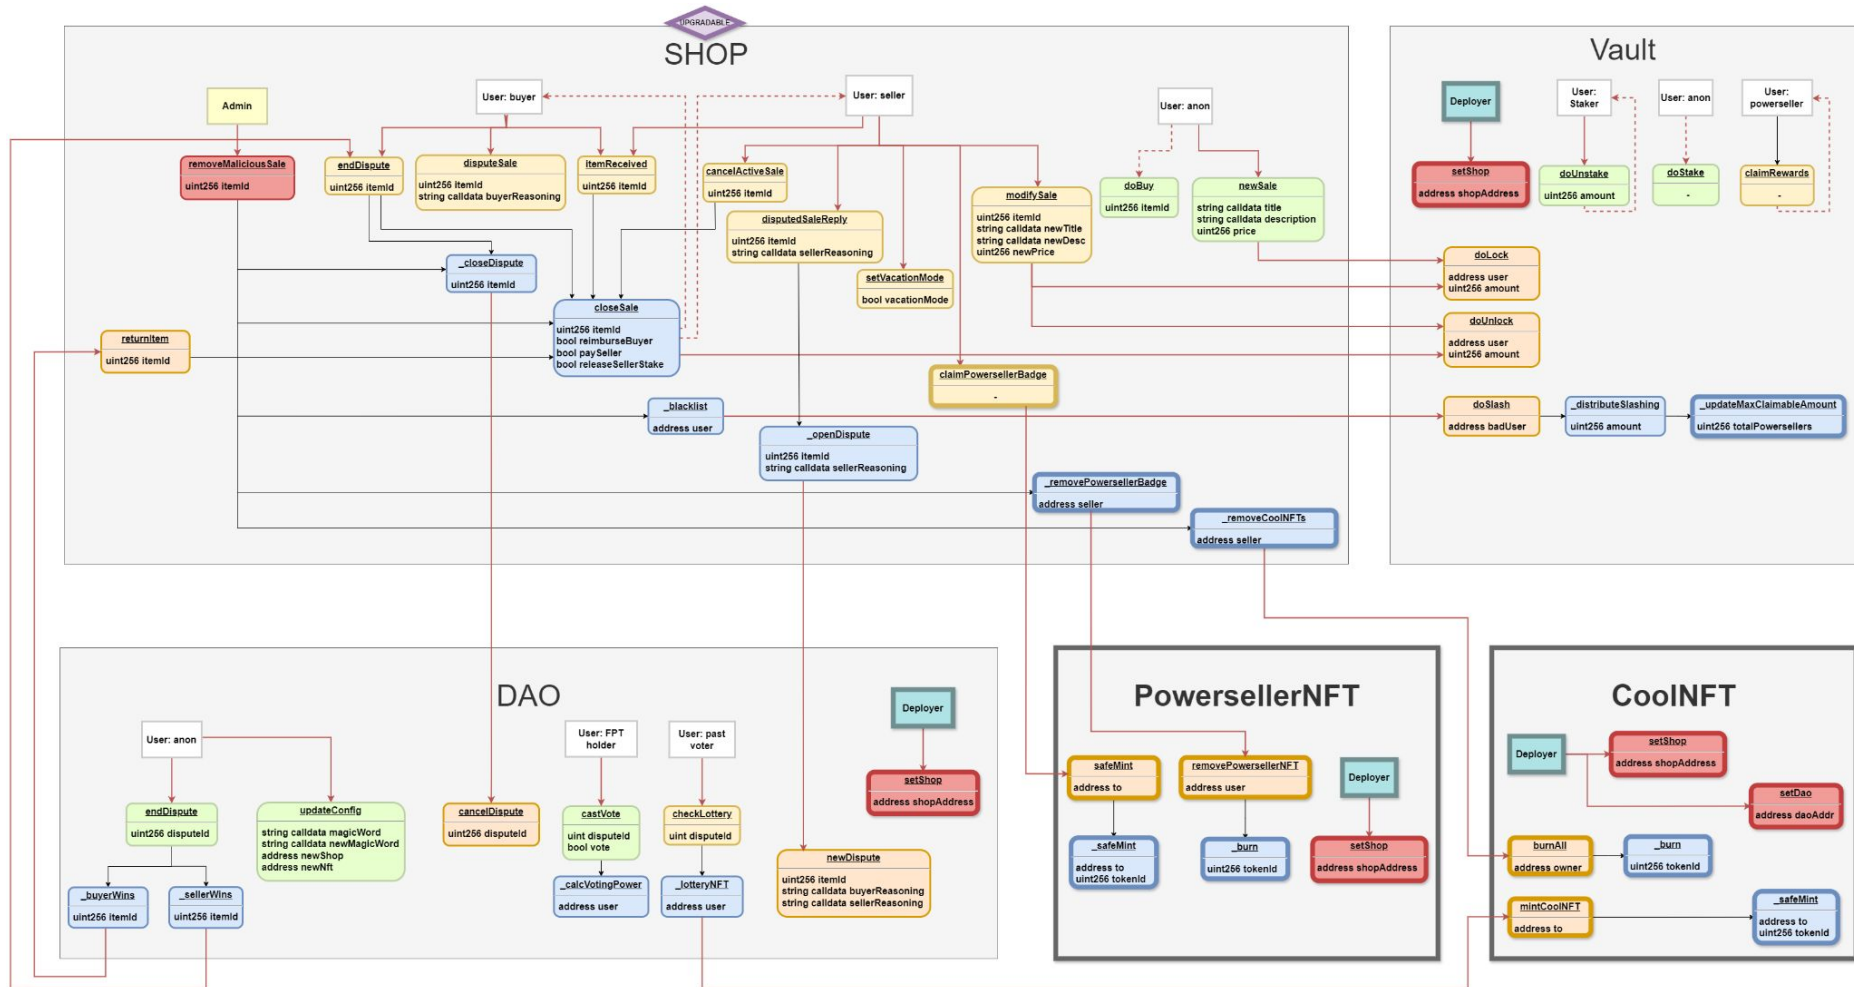 UPGRADABLE
SHOP
Admin
User: buyer
User: seller
User: anon
removeMaliciousSale
uint256 itemId
endDispute
uint256 itemId
disputeSale
uint256 itemId
string calldata buyerReasoning
itemReceived
uint256 itemId
cancelActiveSale
uint256 itemId
disputedSaleReply
uint256 itemId
string calldata sellerReasoning
modifySale
uint256 itemId
string calldata newTitle
string calldata newDesc
uint256 newPrice
doBuy
uint256 itemId
newSale
string calldata title
string calldata description
uint256 price
_closeDispute
uint256 itemId
setVacationMode
bool vacationMode
closeSale
uint256 itemId
bool reimburseBuyer
bool paySeller
bool releaseSellerStake
returnItem
uint256 itemId
claimPowersellerBadge
-
_blacklist
address user
_openDispute
uint256 itemId
string calldata sellerReasoning
_removePowersellerBadge
address seller
_removeCoolNFTs
address seller
Vault
Deployer
User:
Staker
User: anon
User:
powerseller
setShop
address shopAddress
doUnstake
uint256 amount
doStake
-
claimRewards
-
doLock
address user
uint256 amount
doUnlock
address user
uint256 amount
doSlash
address badUser
_distributeSlashing
uint256 amount
_updateMaxClaimableAmount
uint256 totalPowersellers
DAO
User: anon
User: FPT
holder
User: past
voter
Deployer
setShop
address shopAddress
endDispute
uint256 disputeId
updateConfig
string calldata magicWord
string calldata newMagicWord
address newShop
address newNft
cancelDispute
uint256 disputeId
castVote
uint disputeId
bool vote
checkLottery
uint disputeId
newDispute
uint256 itemId
string calldata buyerReasoning
string calldata sellerReasoning
_buyerWins
uint256 itemId
_sellerWins
uint256 itemId
_calcVotingPower
address user
_lotteryNFT
address user
PowersellerNFT
safeMint
address to
removePowersellerNFT
address user
Deployer
_safeMint
address to
uint256 tokenId
_burn
uint256 tokenId
setShop
address shopAddress
CoolNFT
Deployer
setShop
address shopAddress
setDao
address daoAddr
burnAll
address owner
_burn
uint256 tokenId
mintCoolNFT
address to
_safeMint
address to
uint256 tokenId